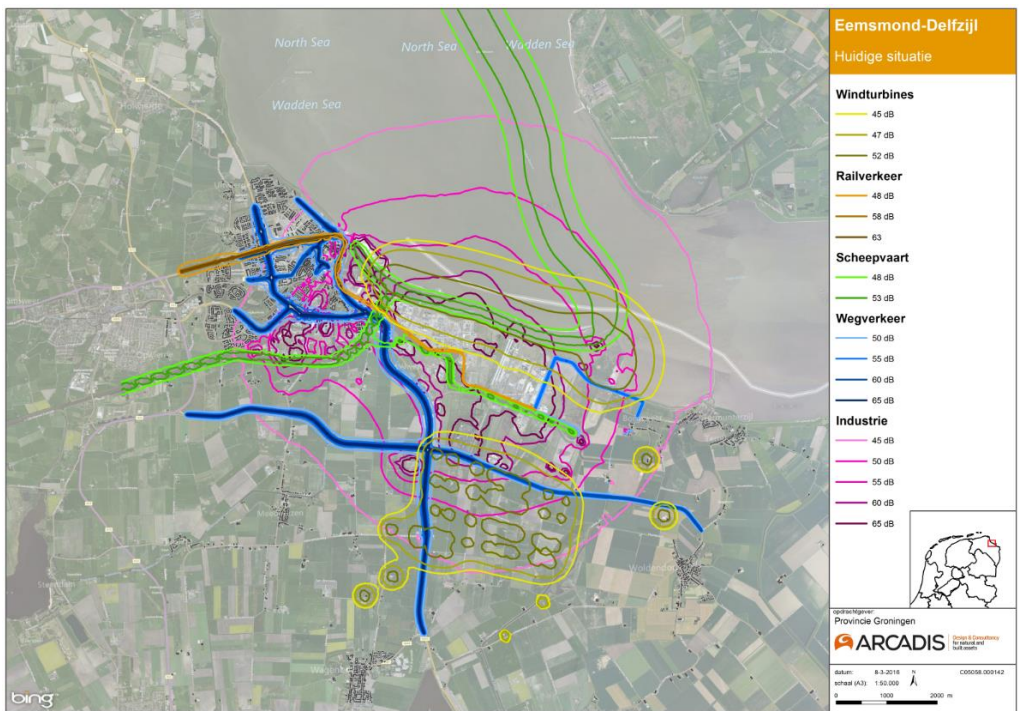 North Sea
North Sea
Wadden Sea
Wadden Sea
bing
Eemsmond-Delfzijl
Huidige situatie
Windturbines
45 dB
47 dB
52 dB
Railverkeer
48 dB
58 dB
63
Scheepvaart
48 dB
53 dB
Wegverkeer
50 dB
55 dB
60 dB
65 dB
Industrie
45 dB
50 dB
55 dB
60 dB
65 dB
opdrachtgever:
Provincie Groningen
ARCADIS
Design & Consultancy
for natural and
built assets
datum: 8-3-2018 N C05058.000142
schaal (A3): 1:50.000
0 1000 2000 m